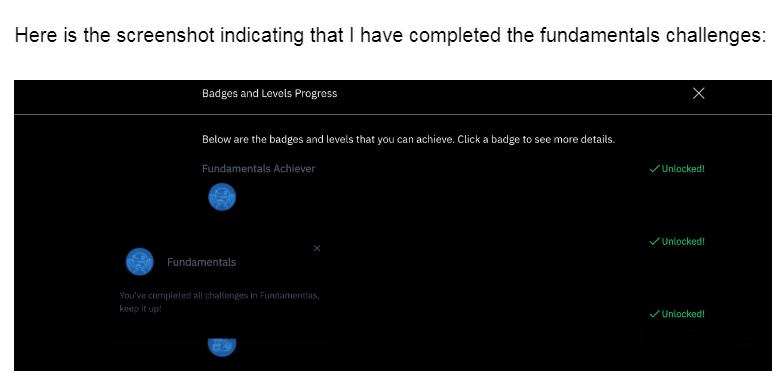 Here is the screenshot indicating that I have completed the fundamentals challenges:
Badges and Levels Progress
Below are the badges and levels that you can achieve. Click a badge to see more details.
Fundamentals Achiever
Unlocked!
Unlocked!
Fundamentals
You've completed all challenges in Fundamentlas,
keep it up!
Unlocked!